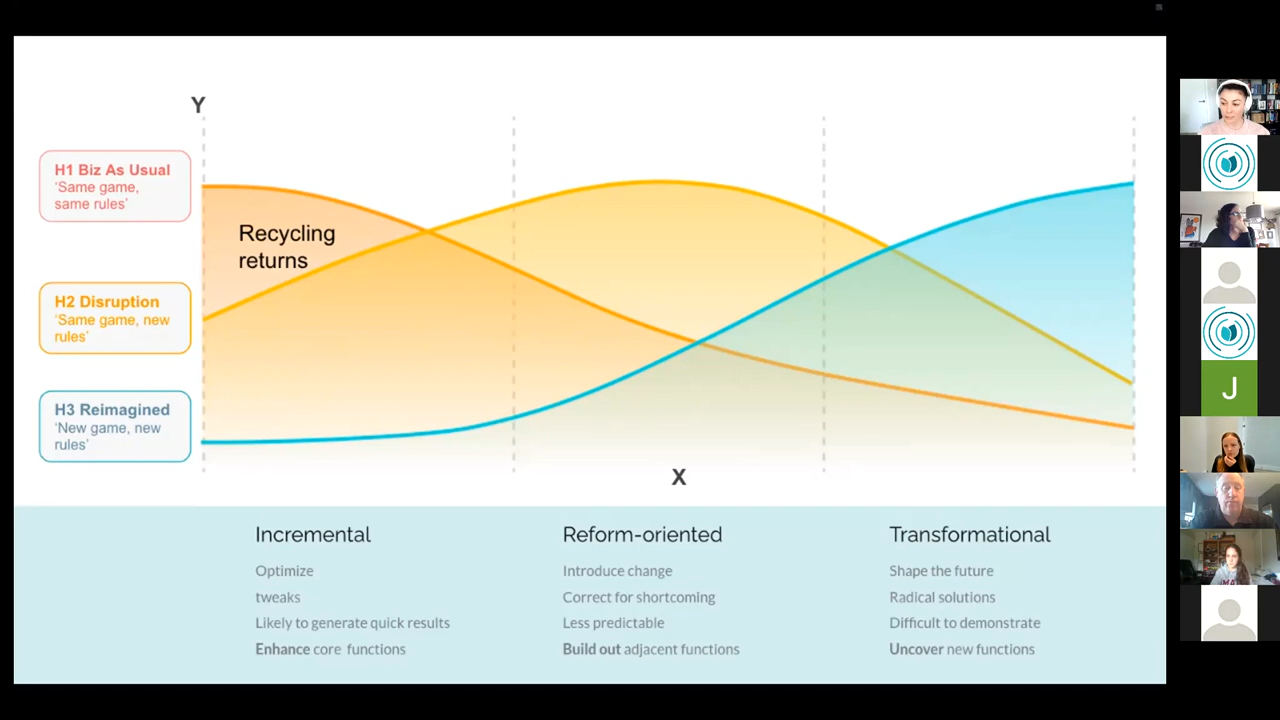 Y
H1 Biz As Usual
'Same game,
same rules'
Recycling
returns
H2 Disruption
'Same game, new
rules'
H3 Reimagined
'New game, new
rules'
X
Incremental
Optimize
tweaks
Likely to generate quick results
Enhance core functions
Reform-oriented
Introduce change
Correct for shortcoming
Less predictable
Build out adjacent functions
Transformational
Shape the future
Radical solutions
Difficult to demonstrate
Uncover new functions
J